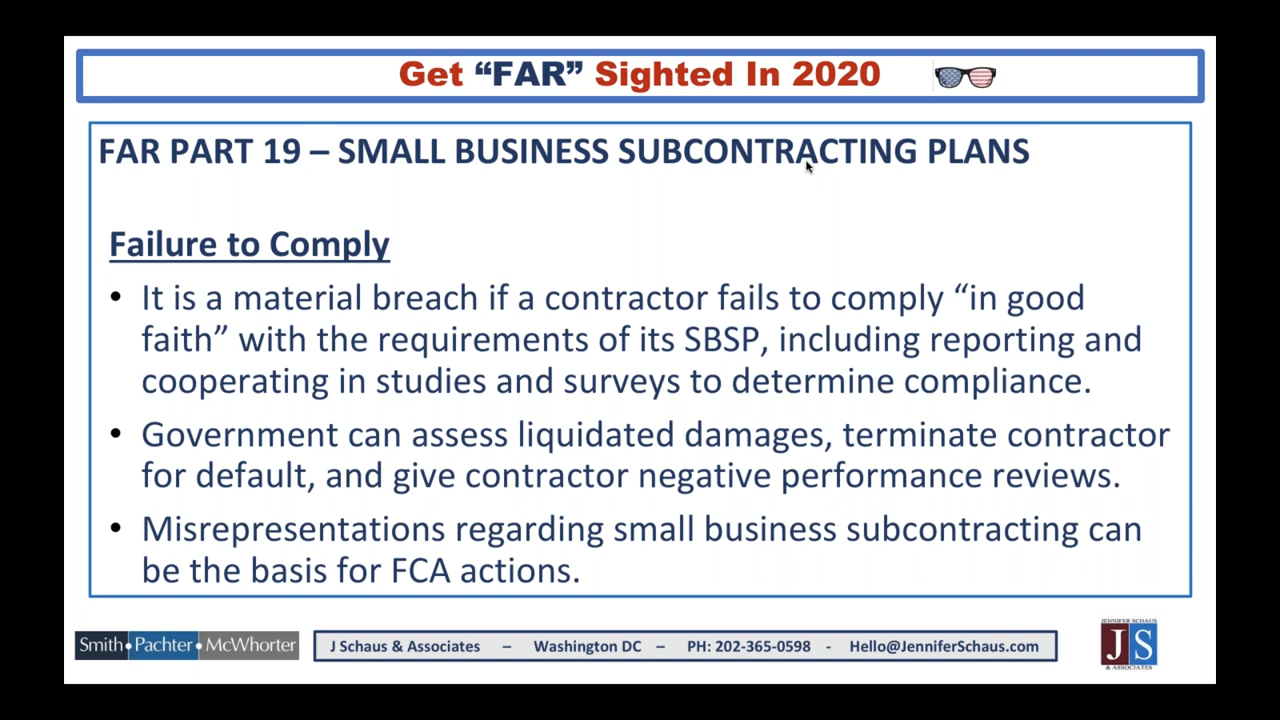 Get “FAR” Sighted In 2020
FAR PART 19 – SMALL BUSINESS SUBCONTRACTING PLANS
Failure to Comply
• It is a material breach if a contractor fails to comply “in good
faith” with the requirements of its SBSP, including reporting and
cooperating in studies and surveys to determine compliance.
• Government can assess liquidated damages, terminate contractor
for default, and give contractor negative performance reviews.
• Misrepresentations regarding small business subcontracting can
be the basis for FCA actions.
Smith•Pachter•McWhorter
J Schaus & Associates – Washington DC – PH: 202-365-0598 - Hello@JenniferSchaus.com
JENNIFER SCHAUS
JS
& ASSOCIATES